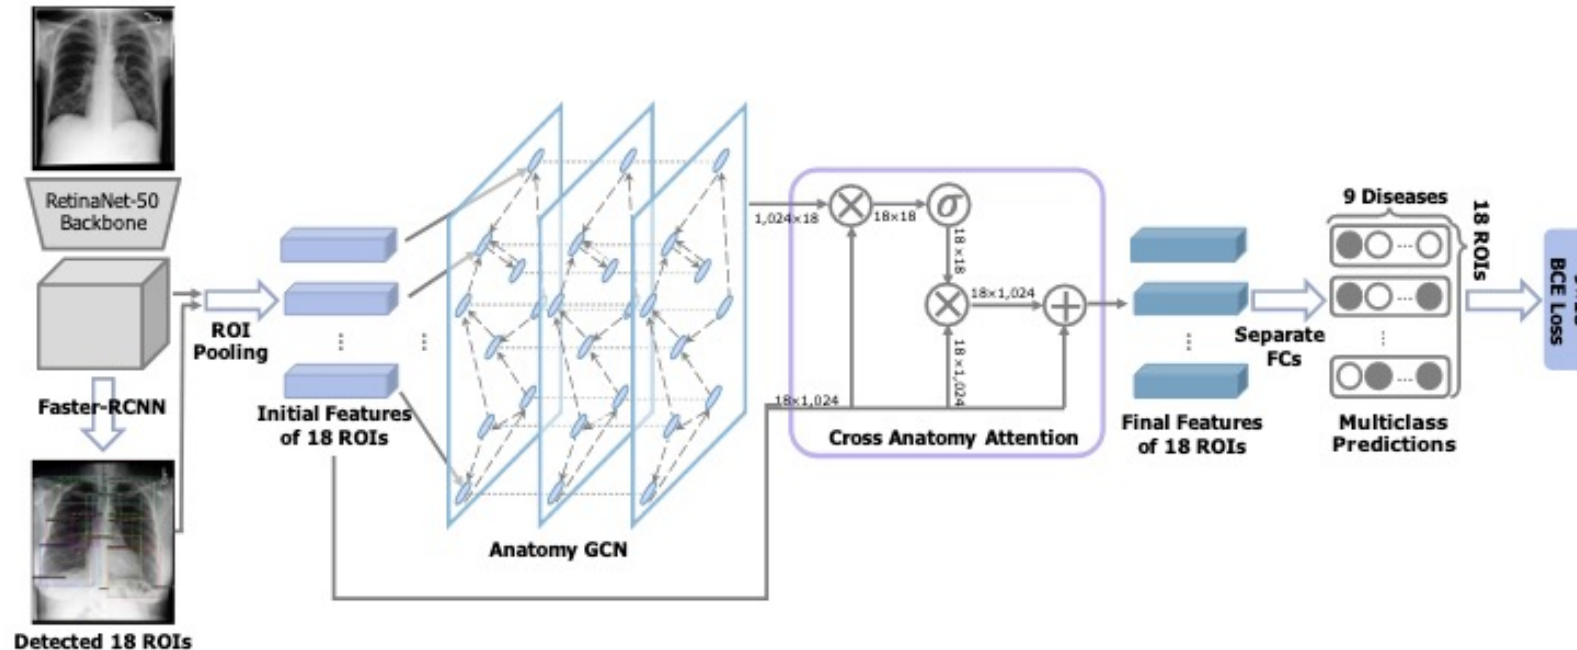 RetinaNet-50
Backbone
Faster-RCNN
Detected 18 ROIs
ROI
Pooling
Initial Features
of 18 ROIs
Anatomy GCN
1,024×18
18×18
σ
18×18
18×1,024
18×1,024
18×1,024
Cross Anatomy Attention
Final Features
of 18 ROIs
Separate
FCs
9 Diseases
18 ROIs
Multiclass
Predictions
BCE Loss